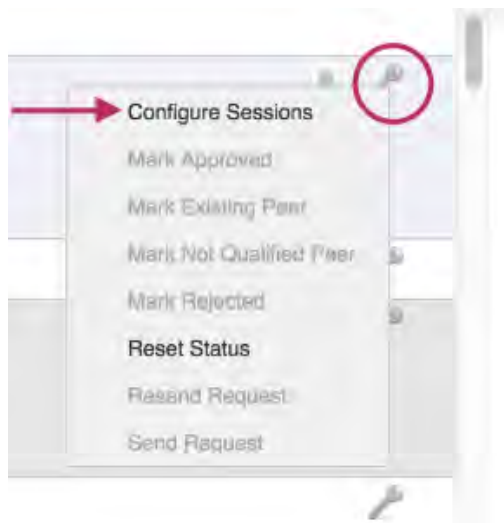 Configure Sessions
Mark Approved
Mark Existing Peer
Mark Not Qualified Peer
Mark Rejected
Reset Status
Resend Request
Send Request